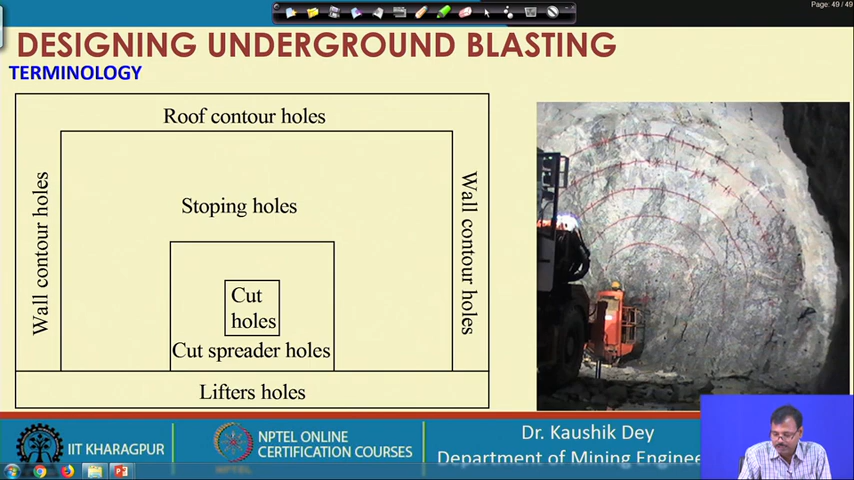 Page: 49 / 49
DESIGNING UNDERGROUND BLASTING
TERMINOLOGY
Roof contour holes
Wall contour holes
Stoping holes
Wall contour holes
Cut
holes
Cut spreader holes
Lifters holes
IIT KHARAGPUR
NPTEL ONLINE
CERTIFICATION COURSES
Dr. Kaushik Dey
Department of Mining Enginee